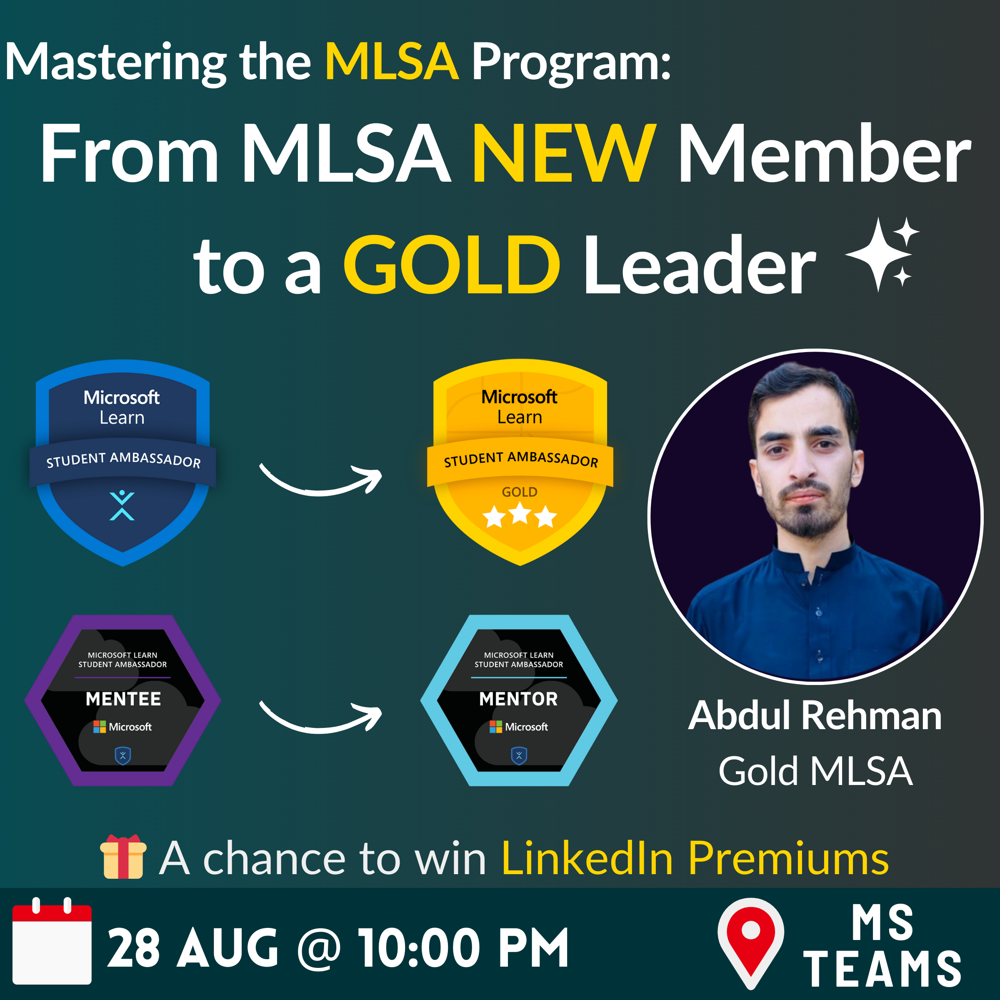 Mastering the MLSA Program:
From MLSA NEW Member
to a GOLD Leader
Microsoft
Learn
STUDENT AMBASSADOR
Microsoft
Learn
STUDENT AMBASSADOR
GOLD
MICROSOFT LEARN
STUDENT AMBASSADOR
MENTEE
Microsoft
MICROSOFT LEARN
STUDENT AMBASSADOR
MENTOR
Microsoft
Abdul Rehman
Gold MLSA
A chance to win LinkedIn Premiums
28 AUG @ 10:00 PM
MS
TEAMS